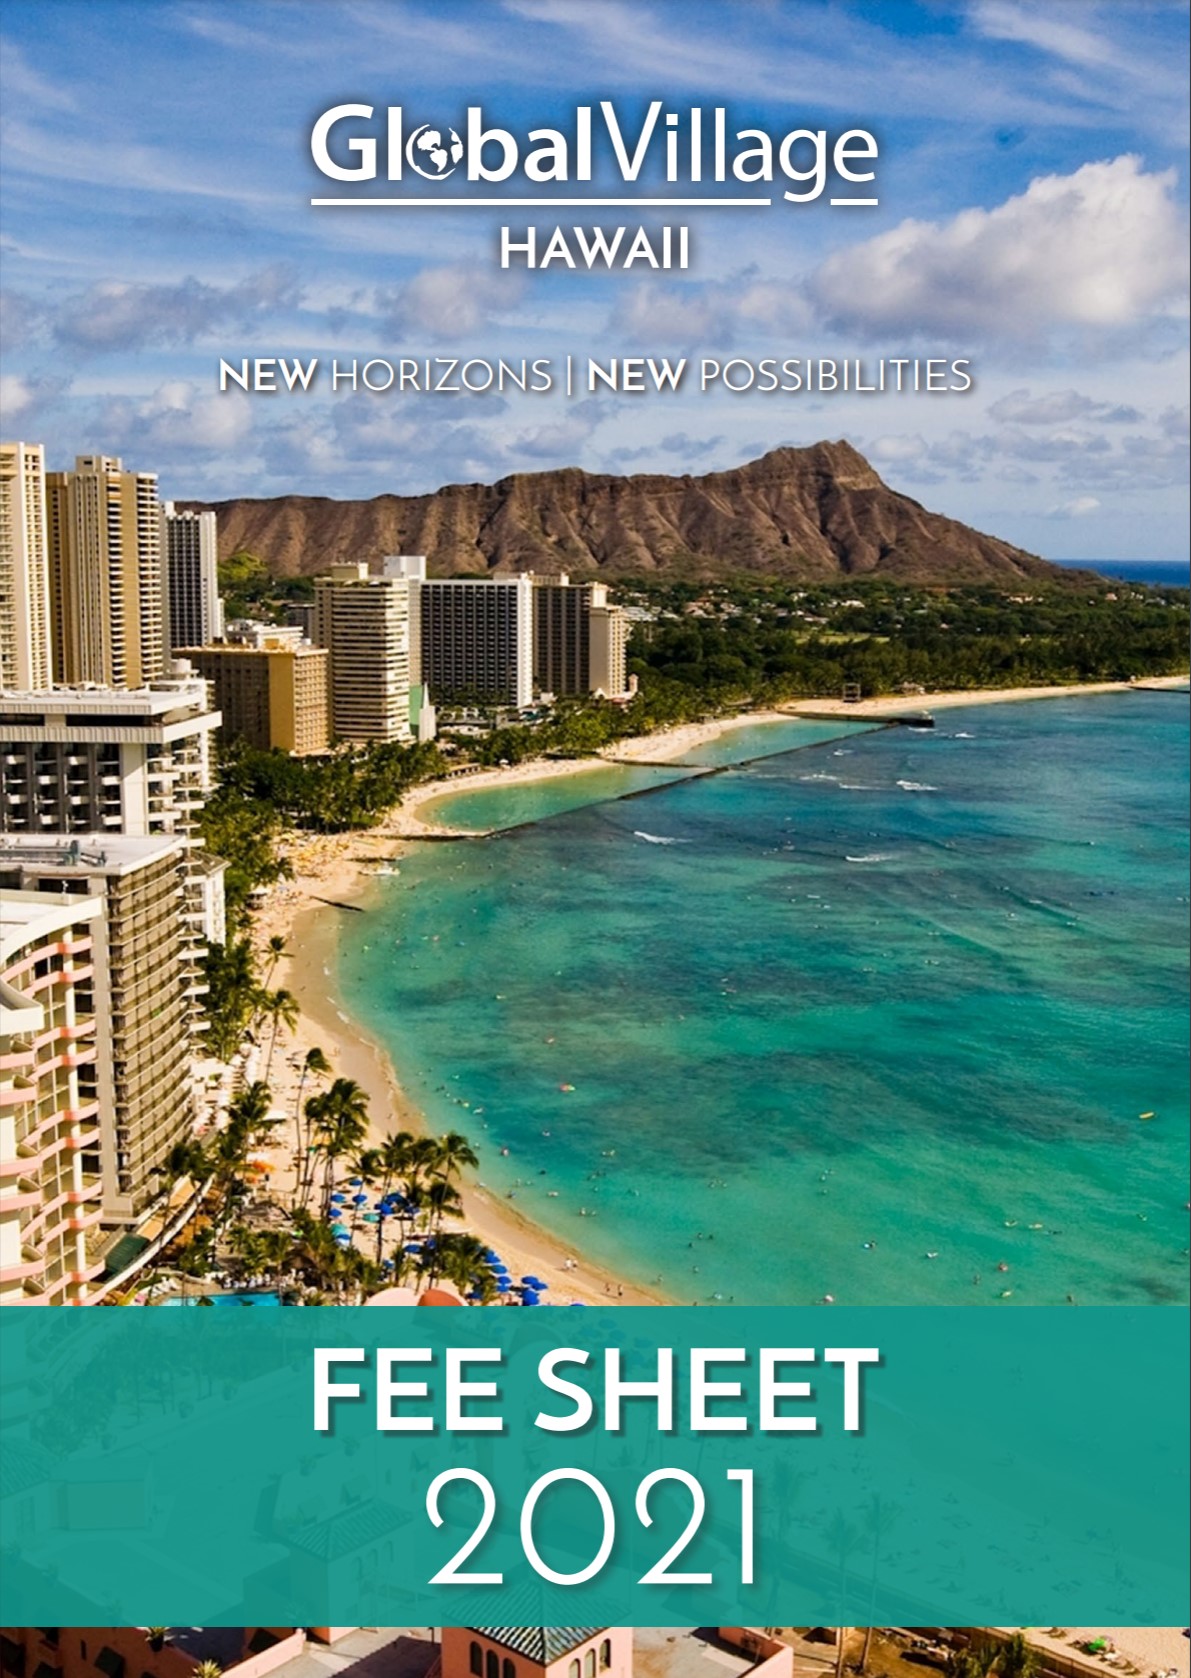 GlobalVillage
HAWAII
NEW HORIZONS | NEW POSSIBILITIES
FEE SHEET
2021